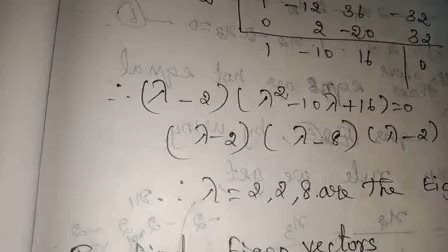 1 -12 36 -32
0 2 -20 32
1 -10 16 0
∴ (λ - 2) ( λ² - 10λ + 16) = 0
(λ - 2) ( λ - 8) (λ - 2)
∴ λ = 2, 2, 8 are the
Eigen vectors